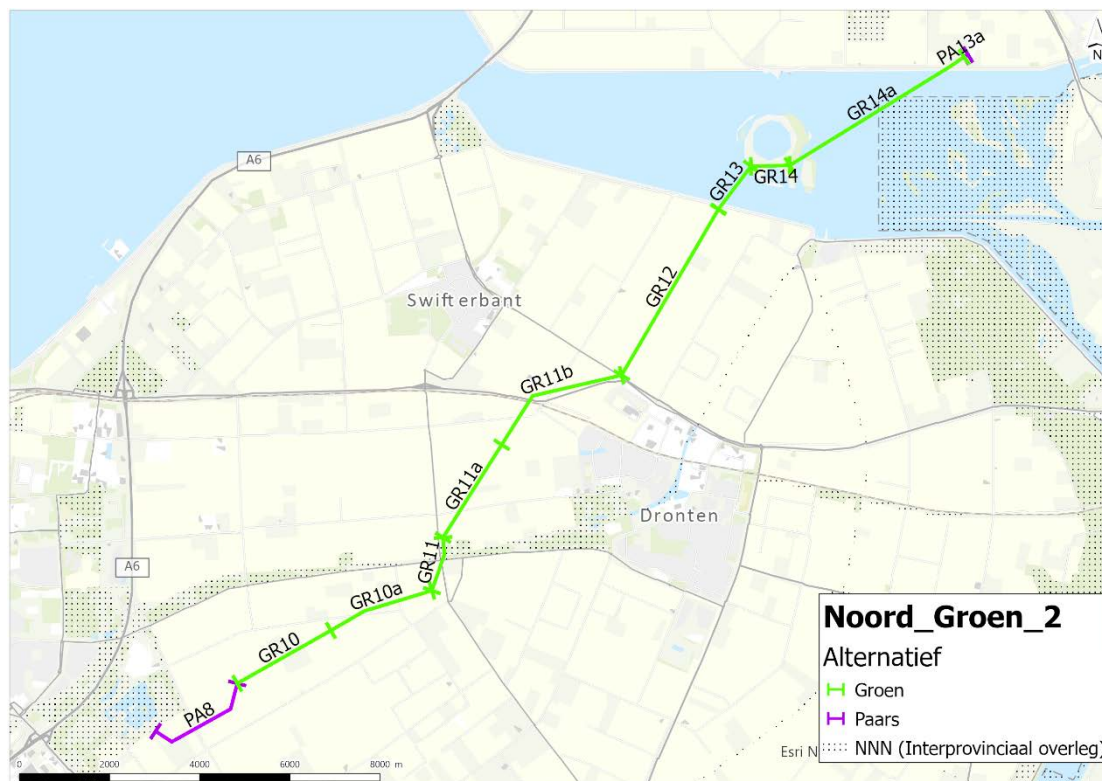 PA13a
N
GR14a
A6
GR13
GR14
GR12
Swifterbant
GR11b
GR11a
Dronten
GR11
A6
GR10a
GR10
PA8
Noord_Groen_2
Alternatief
Groen
Paars
NNN (Interprovinciaal overleg)
Esri N
0 2000 4000 6000 8000 m